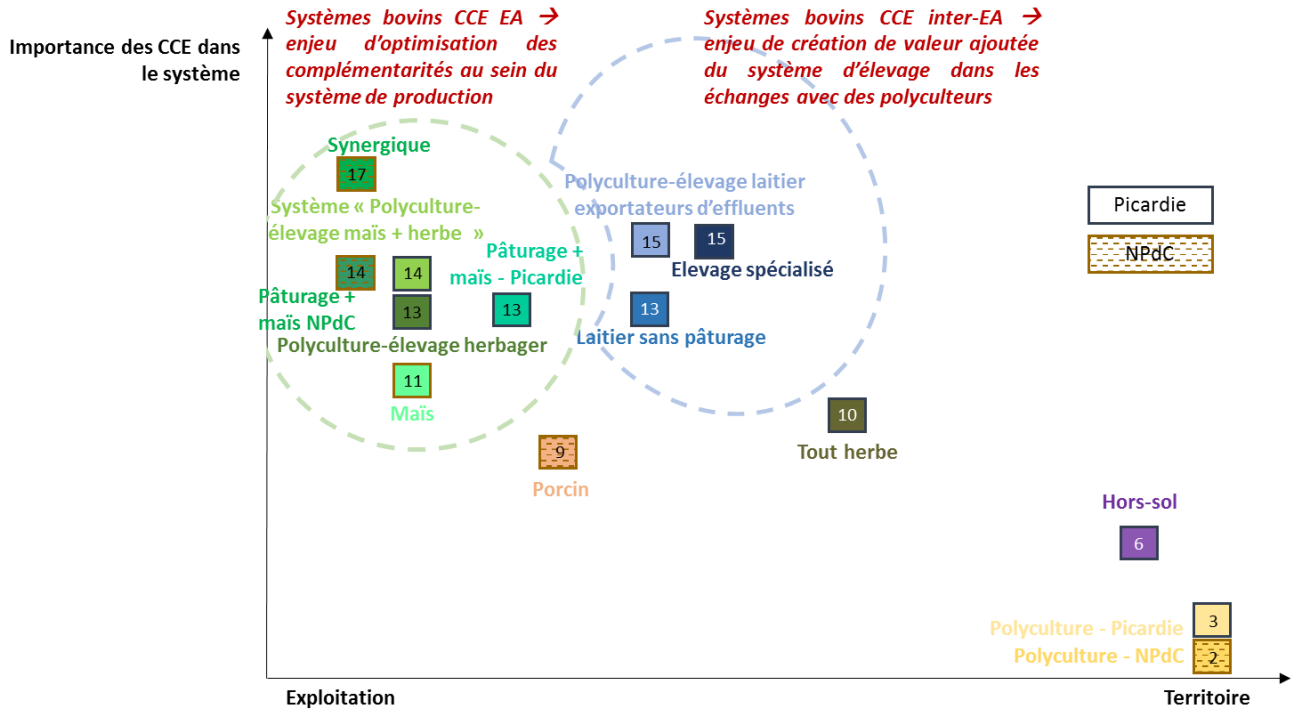 Systèmes bovins CCE EA →
enjeu d'optimisation des
complémentarités au sein du
système de production
Systèmes bovins CCE inter-EA →
enjeu de création de valeur ajoutée
du système d'élevage dans les
échanges avec des polyculteurs
Importance des CCE dans
le système
Synergique
17
Système « Polyculture-
élevage maïs + herbe »
14
14
Pâturage +
maïs - Picardie
13
Pâturage +
maïs NPdC
13
Polyculture-élevage herbager
11
Maïs
Polyculture-élevage laitier
exportateurs d'effluents
15
15
Elevage spécialisé
13
Laitier sans pâturage
Picardie
NPdC
10
Tout herbe
9
Porcin
Hors-sol
6
Polyculture - Picardie
3
Polyculture - NPdC
2
Exploitation
Territoire